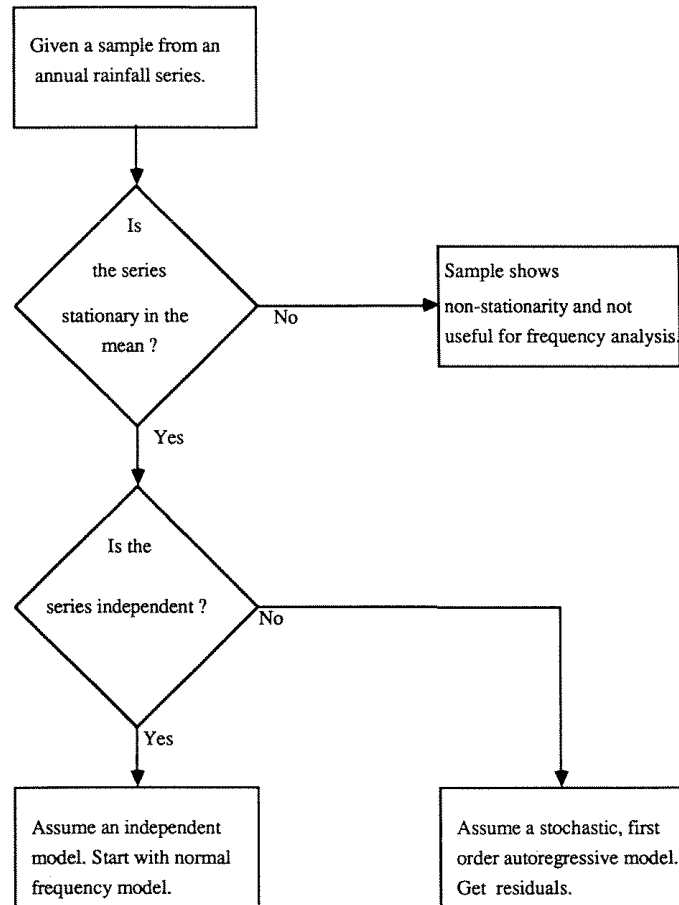 Given a sample from an
annual rainfall series.
Is
the series
stationary in the
mean ?
No
Sample shows
non-stationarity and not
useful for frequency analysis.
Yes
Is the
series independent ?
No
Yes
Assume an independent
model. Start with normal
frequency model.
Assume a stochastic, first
order autoregressive model.
Get residuals.